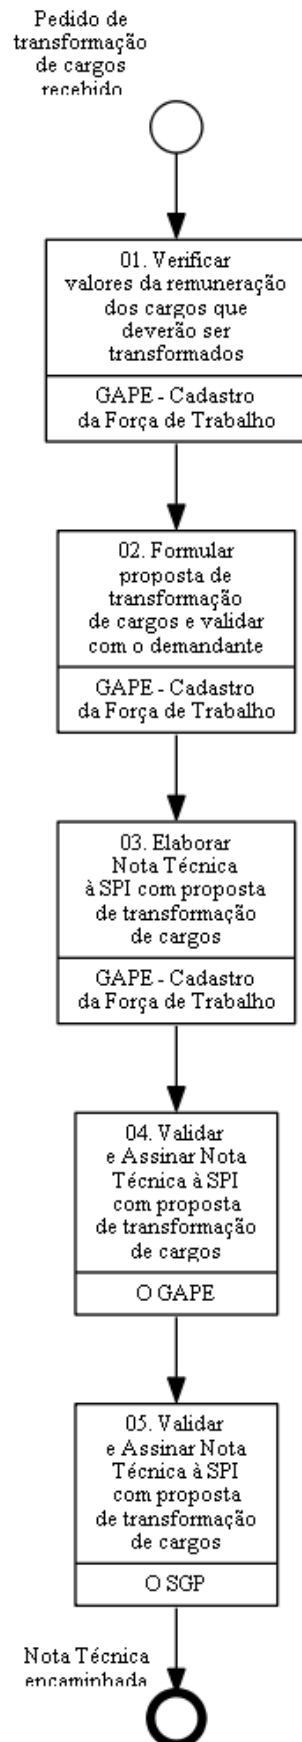 Pedido de
transformação
de cargos
recebido
01. Verificar
valores da remuneração
dos cargos que
deverão ser
transformados
GAPE - Cadastro
da Força de Trabalho
02. Formular
proposta de
transformação
de cargos e validar
com o demandante
GAPE - Cadastro
da Força de Trabalho
03. Elaborar
Nota Técnica
à SPI com proposta
de transformação
de cargos
GAPE - Cadastro
da Força de Trabalho
04. Validar
e Assinar Nota
Técnica à SPI
com proposta
de transformação
de cargos
O GAPE
05. Validar
e Assinar Nota
Técnica à SPI
com proposta
de transformação
de cargos
O SGP
Nota Técnica
encaminhada